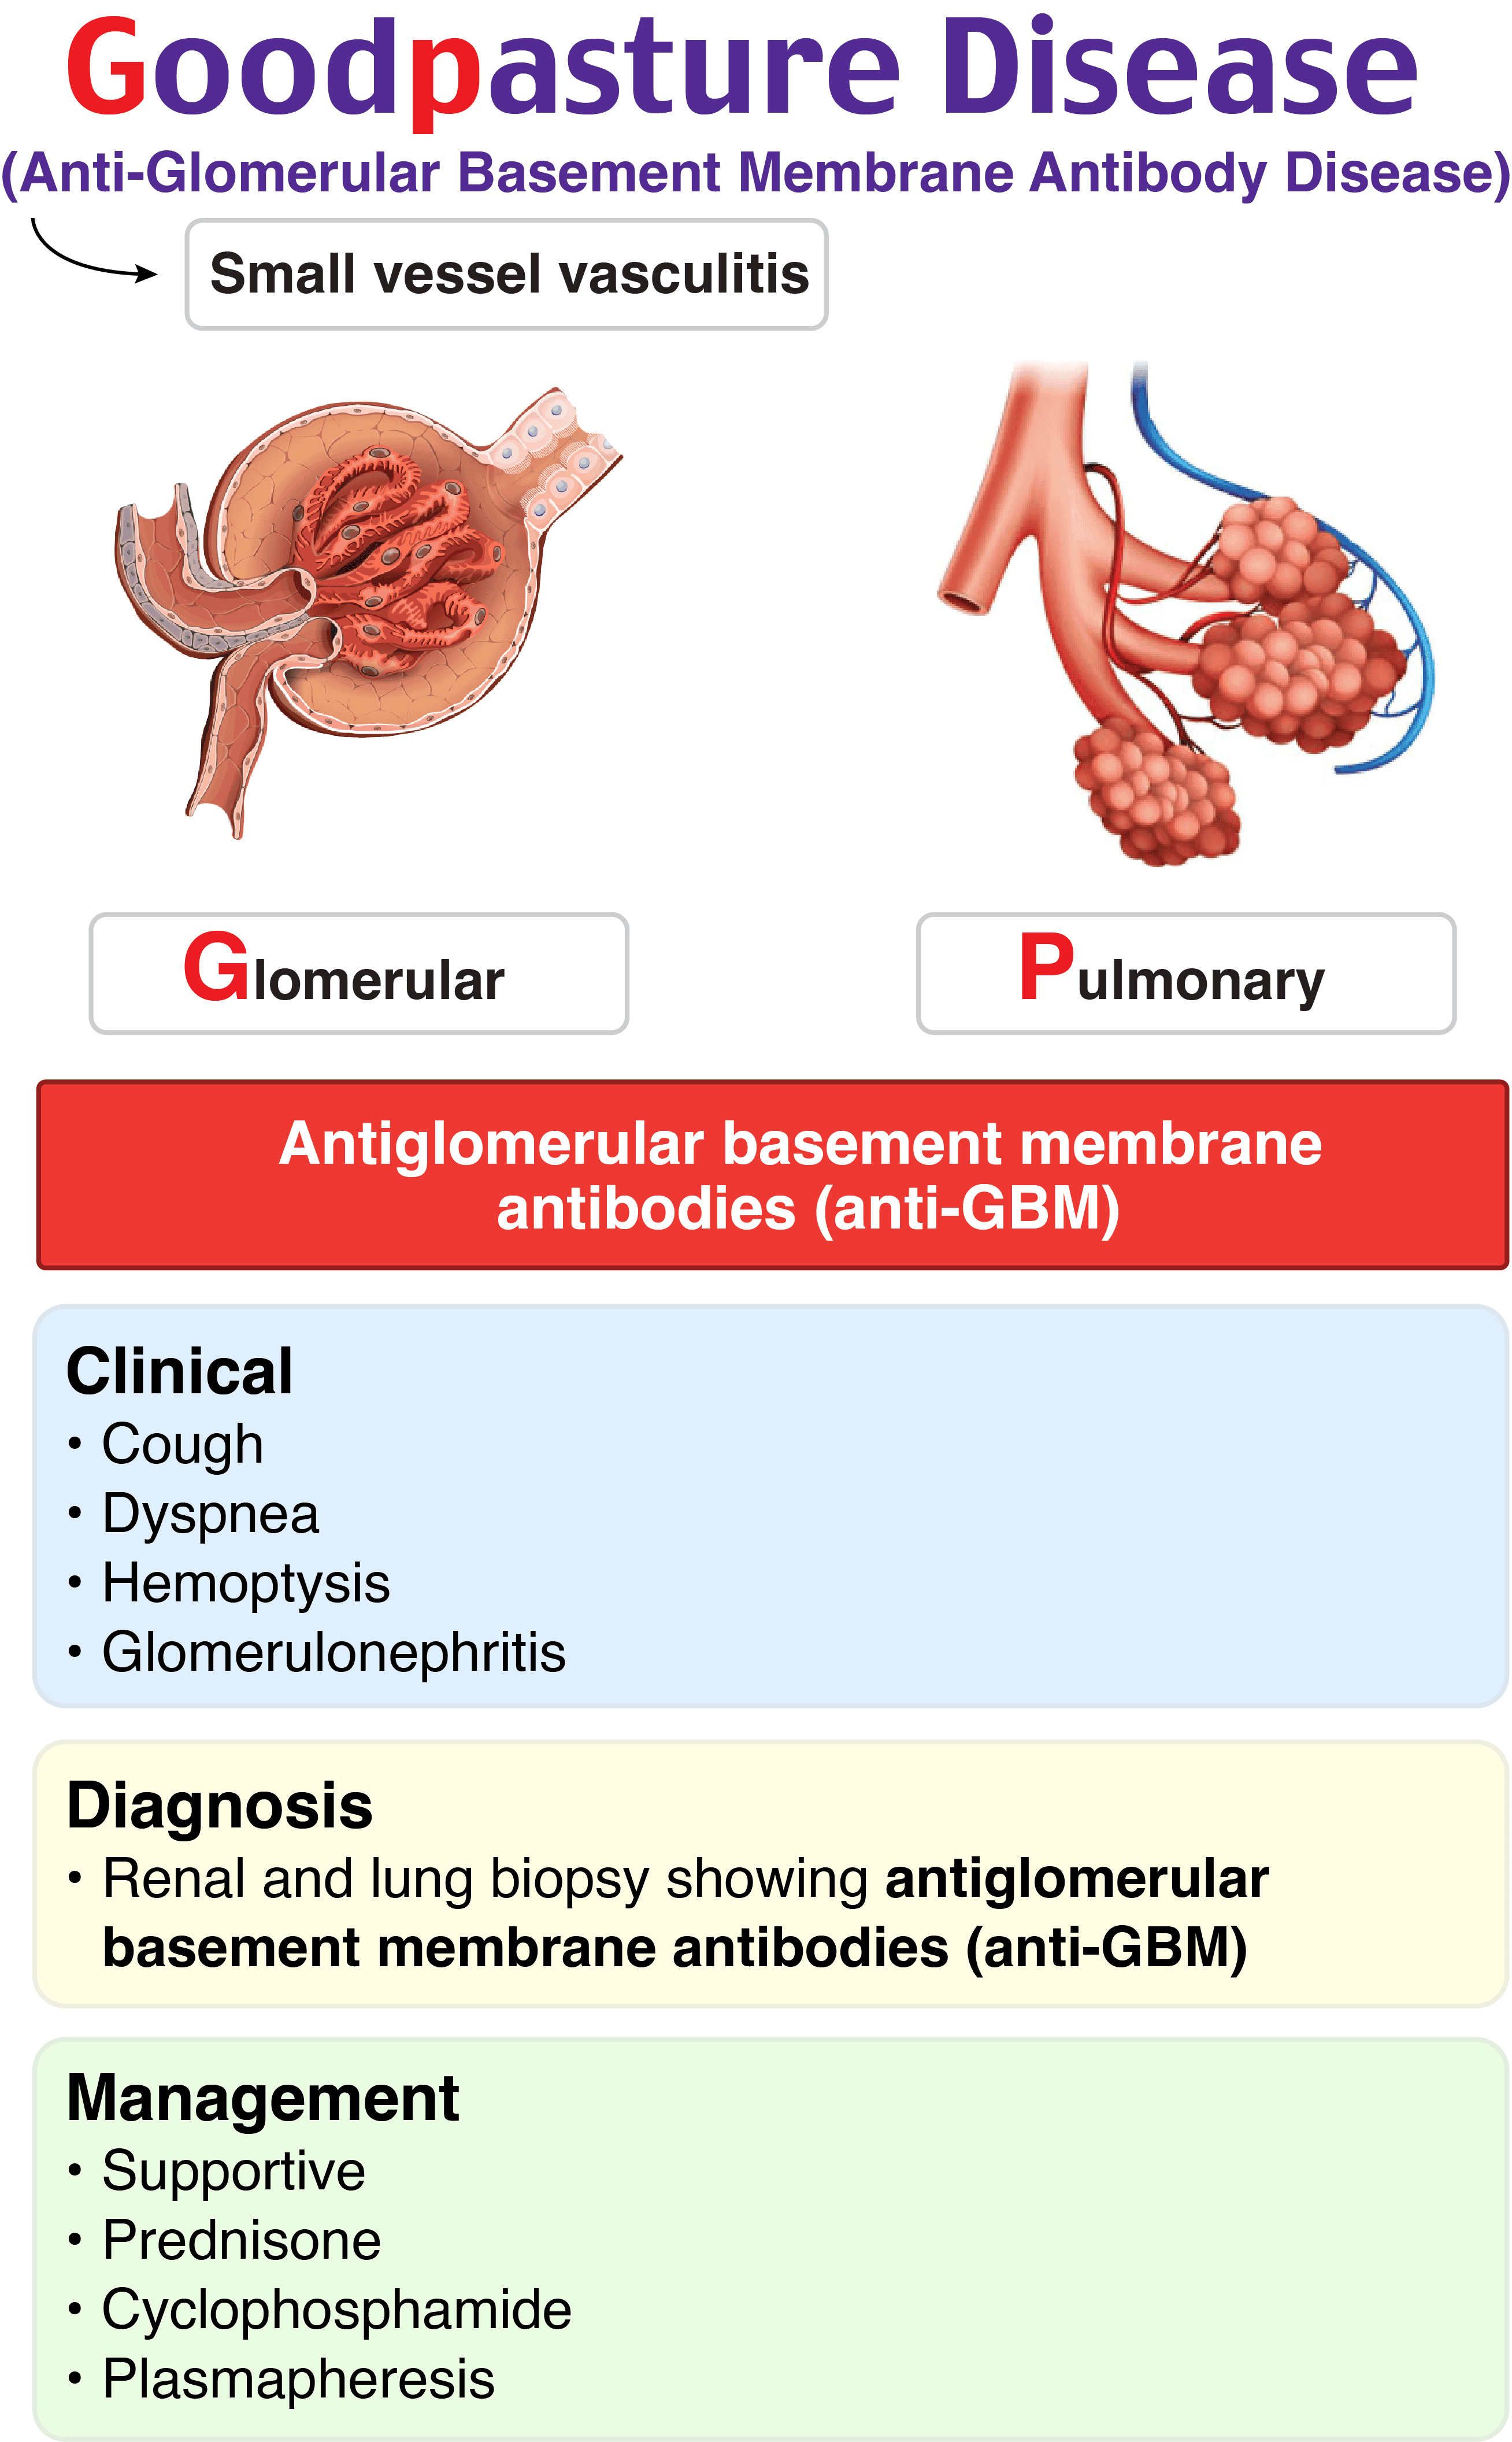 Goodpasture Disease
(Anti-Glomerular Basement Membrane Antibody Disease)
Small vessel vasculitis
Glomerular
Pulmonary
Antiglomerular basement membrane
antibodies (anti-GBM)
Clinical
• Cough
• Dyspnea
• Hemoptysis
• Glomerulonephritis
Diagnosis
• Renal and lung biopsy showing antiglomerular
basement membrane antibodies (anti-GBM)
Management
• Supportive
• Prednisone
• Cyclophosphamide
• Plasmapheresis